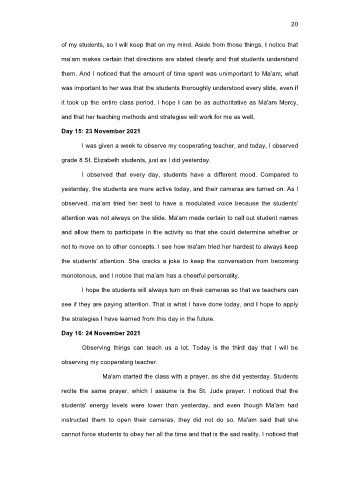 20
of my students, so I will keep that on my mind. Aside from those things, I notice that
ma'am makes certain that directions are stated clearly and that students understand
them. And I noticed that the amount of time spent was unimportant to Ma'am; what
was important to her was that the students thoroughly understood every slide, even if
it took up the entire class period. I hope I can be as authoritative as Ma'am Mercy,
and that her teaching methods and strategies will work for me as well.
Day 15: 23 November 2021
I was given a week to observe my cooperating teacher, and today, I observed
grade 8 St. Elizabeth students, just as I did yesterday.
I observed that every day, students have a different mood. Compared to
yesterday, the students are more active today, and their cameras are turned on. As I
observed, ma'am tried her best to have a modulated voice because the students'
attention was not always on the slide. Ma'am made certain to call out student names
and allow them to participate in the activity so that she could determine whether or
not to move on to other concepts. I see how ma'am tried her hardest to always keep
the students' attention. She cracks a joke to keep the conversation from becoming
monotonous, and I notice that ma'am has a cheerful personality.
I hope the students will always turn on their cameras so that we teachers can
see if they are paying attention. That is what I have done today, and I hope to apply
the strategies I have learned from this day in the future.
Day 16: 24 November 2021
Observing things can teach us a lot. Today is the third day that I will be
observing my cooperating teacher.
Ma'am started the class with a prayer, as she did yesterday. Students
recite the same prayer, which I assume is the St. Jude prayer. I noticed that the
students' energy levels were lower than yesterday, and even though Ma'am had
instructed them to open their cameras, they did not do so. Ma'am said that she
cannot force students to obey her all the time and that is the sad reality. I noticed that